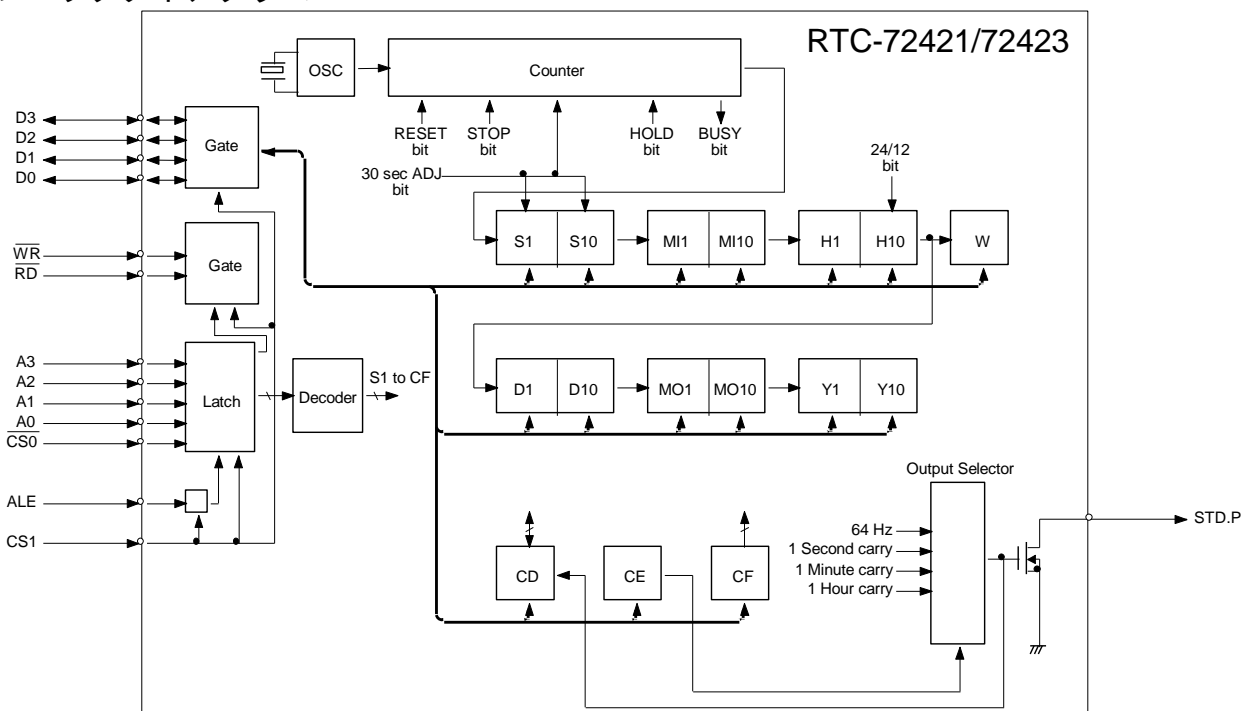 RTC-72421/72423
OSC
Counter
D3
D2
D1
D0
Gate
RESET
bit
STOP
bit
HOLD
bit
BUSY
bit
30 sec ADJ
bit
24/12
bit
WR
RD
Gate
S1
S10
MI1
MI10
H1
H10
W
A3
A2
A1
A0
CS0
Latch
Decoder
S1 to CF
D1
D10
MO1
MO10
Y1
Y10
ALE
CS1
Output Selector
64 Hz
1 Second carry
1 Minute carry
1 Hour carry
STD.P
CD
CE
CF